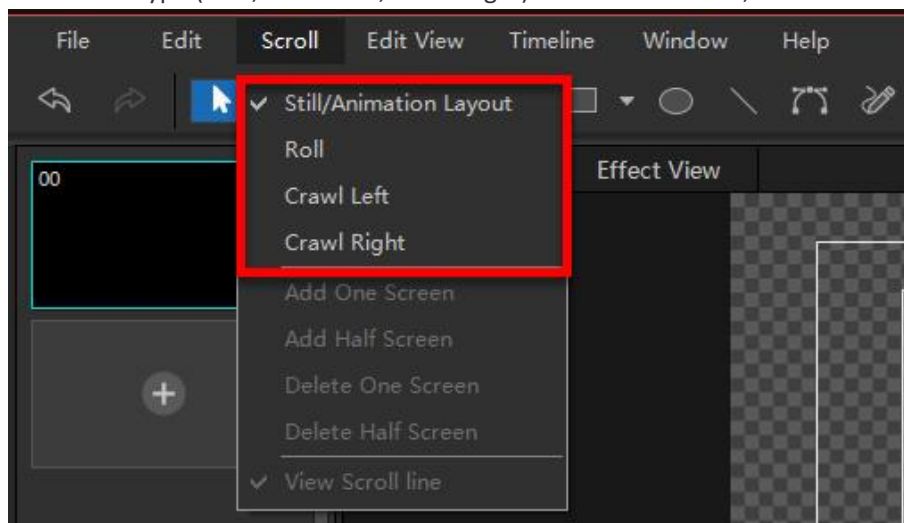 File Edit Scroll Edit View Timeline Window Help
Still/Animation Layout
Roll
Crawl Left
Crawl Right
Add One Screen
Add Half Screen
Delete One Screen
Delete Half Screen
View Scroll line
00
Effect View